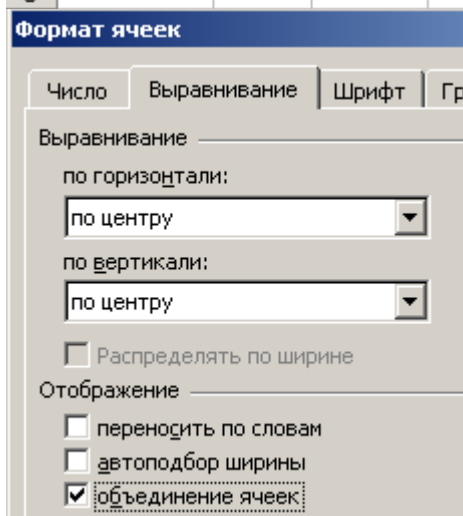 Формат ячеек
Число Выравнивание Шрифт Гр
Выравнивание
по горизонтали:
по центру
по вертикали:
по центру
Распределять по ширине
Отображение
переносить по словам
автоподбор ширины
объединение ячеек